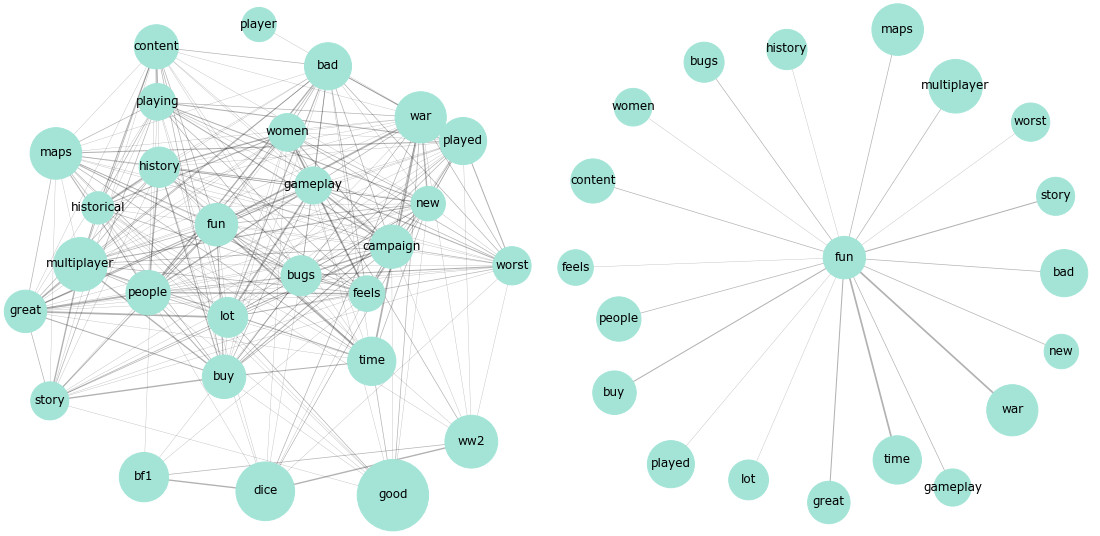 player
content
bad
playing
war
women
played
maps
history
gameplay
historical
new
fun
campaign
multiplayer
worst
bugs
people
feels
great
lot
time
buy
story
ww2
bf1
dice
good
maps
history
bugs
multiplayer
women
worst
content
story
fun
feels
bad
people
new
buy
war
time
played
lot
gameplay
great